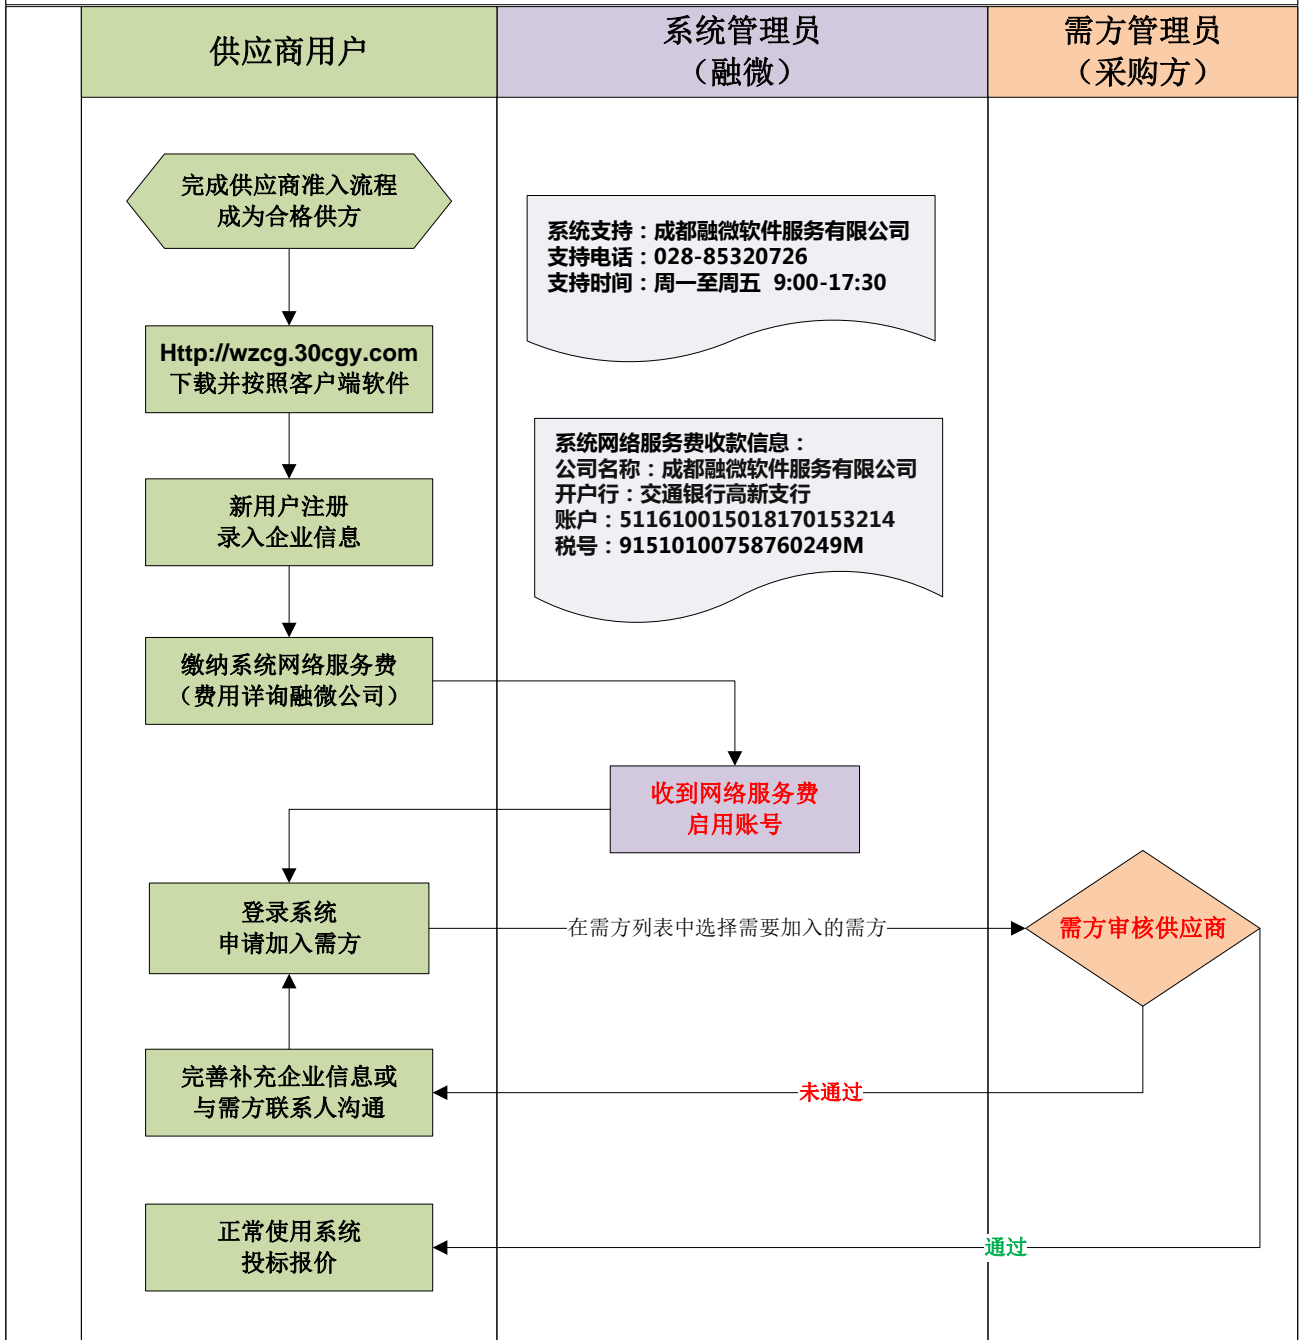 供应商用户
系统管理员
（融微）
需方管理员
（采购方）
完成供应商准入流程
成为合格供方
系统支持：成都融微软件服务有限公司
支持电话：028-85320726
支持时间：周一至周五 9:00-17:30
Http://wzcg.30cgy.com
下载并按照客户端软件
系统网络服务费收款信息：
公司名称：成都融微软件服务有限公司
开户行：交通银行高新支行
账户：511610015018170153214
税号：91510100758760249M
新用户注册
录入企业信息
缴纳系统网络服务费
（费用详询融微公司）
收到网络服务费
启用账号
登录系统
申请加入需方
在需方列表中选择需要加入的需方
需方审核供应商
完善补充企业信息或
与需方联系人沟通
未通过
正常使用系统
投标报价
通过